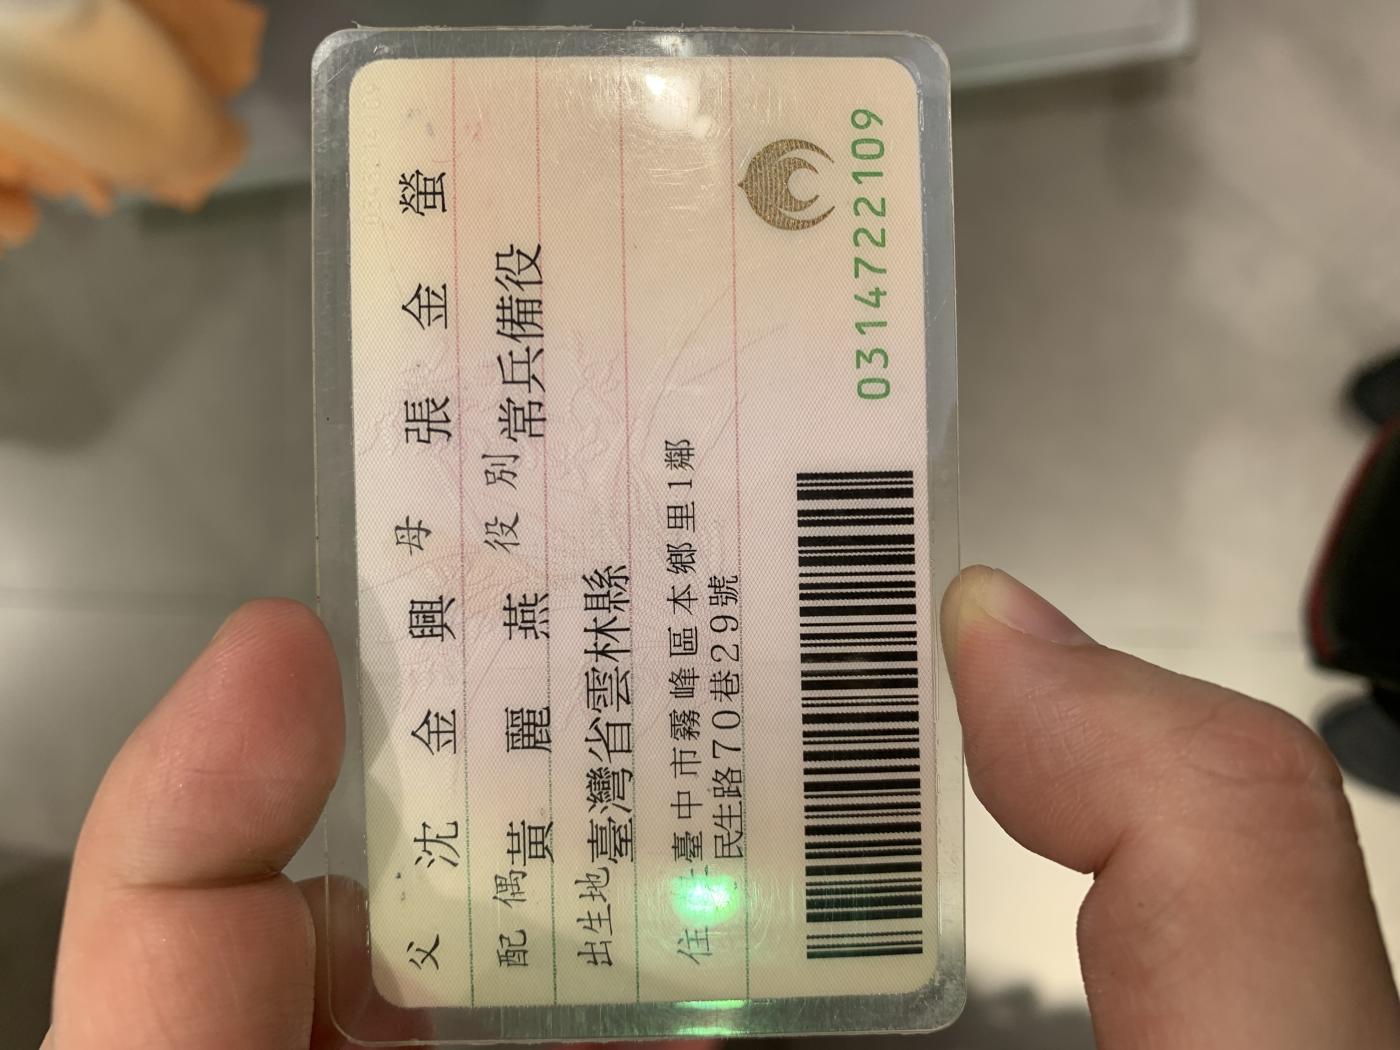 父 沈金興 母 張金螢
配偶 黃麗燕 役別 常兵備役
出生地 臺灣省雲林縣
住址 臺中市霧峰區本鄉里1鄰
民生路70巷29號
0314722109